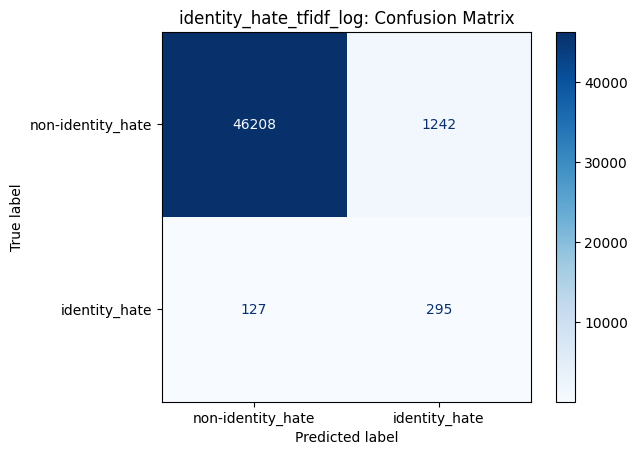 identity_hate_tfidf_log: Confusion Matrix
True label
non-identity_hate
46208
1242
identity_hate
127
295
non-identity_hate
identity_hate
Predicted label
40000
30000
20000
10000